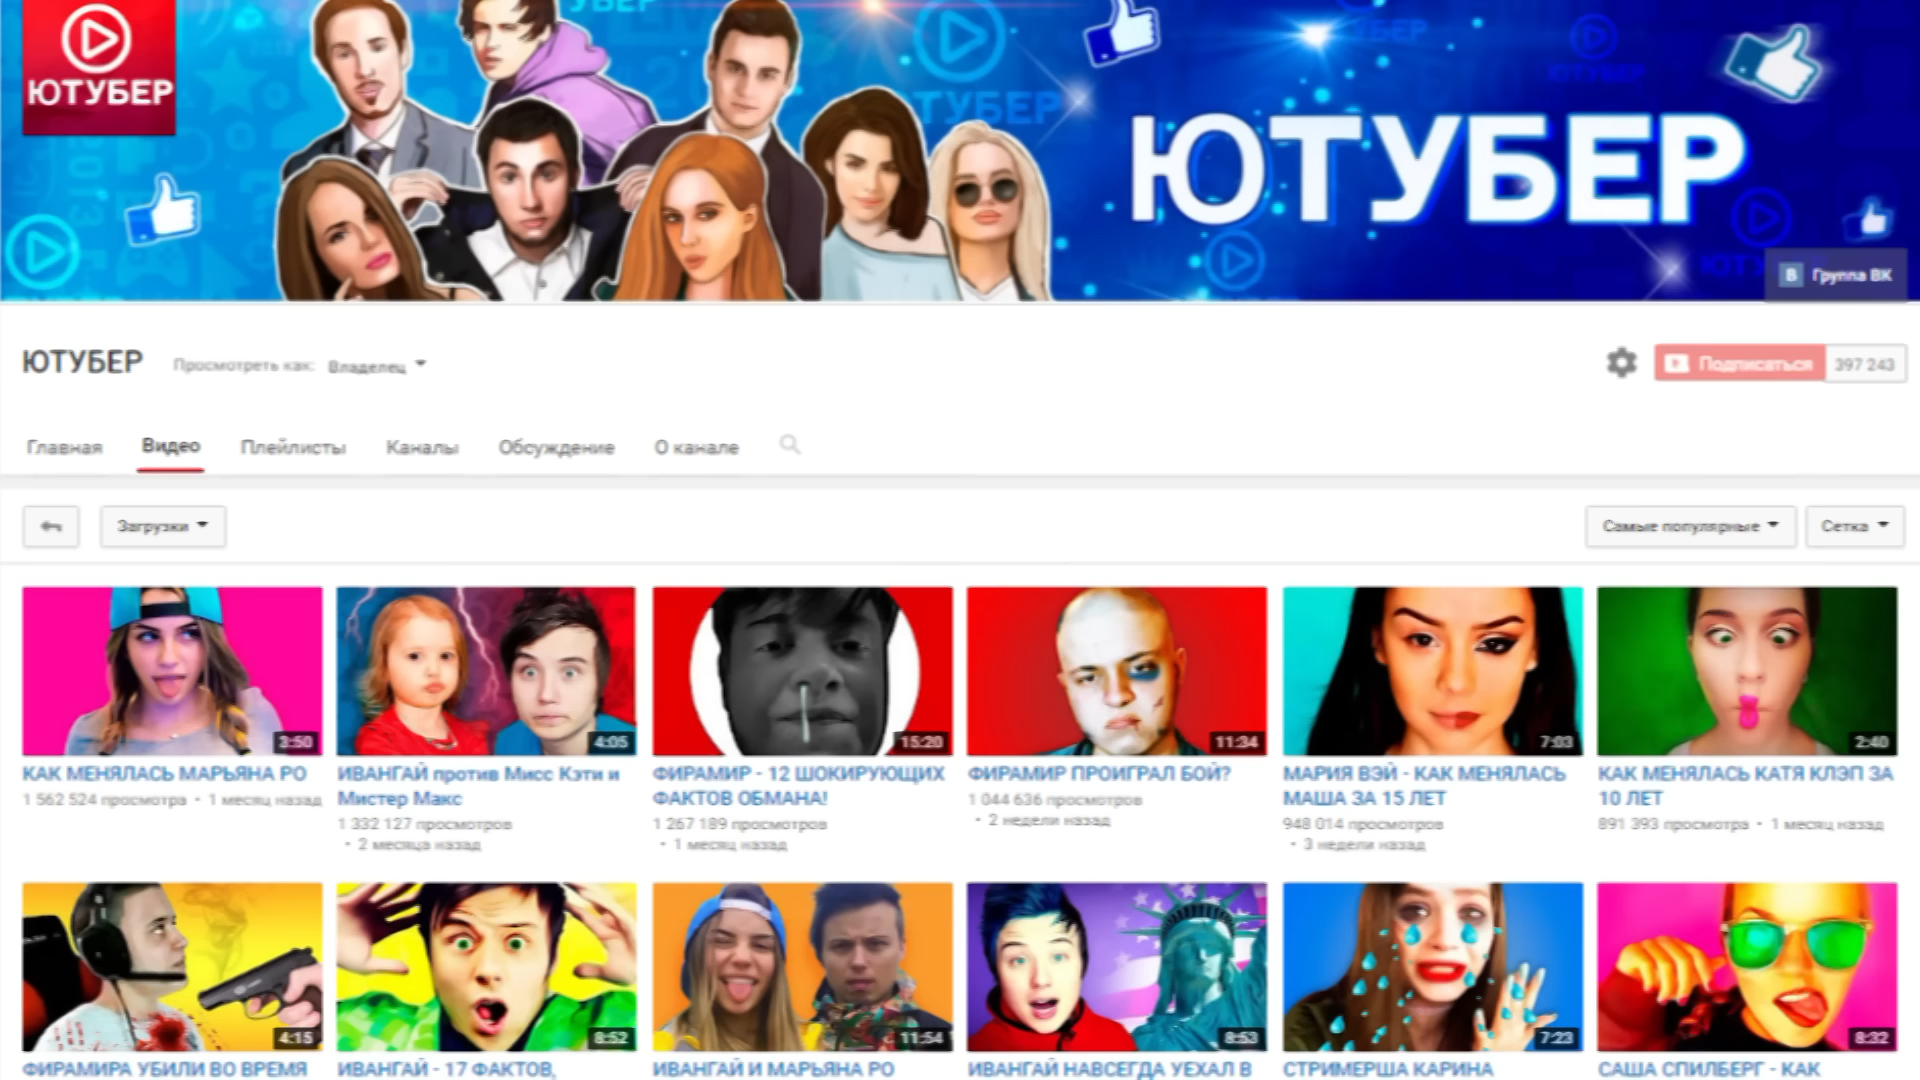 ЮТУБЕР
ЮТУБЕР
Группа ВК
ЮТУБЕР
Просмотреть как: Владелец
Подписаться 397 243
Главная Видео Плейлисты Каналы Обсуждение О канале
Загрузки
Самые популярные
Сетка
3:50
4:05
15:20
11:34
7:03
2:40
КАК МЕНЯЛАСЬ МАРЬЯНА РО
1 562 524 просмотра • 1 месяц назад
ИВАНГАЙ против Мисс Кэти и
Мистер Макс
1 332 127 просмотров
• 2 месяца назад
ФИРАМИР - 12 ШОКИРУЮЩИХ
ФАКТОВ ОБМАНА!
1 267 189 просмотров
• 1 месяц назад
ФИРАМИР ПРОИГРАЛ БОЙ?
1 044 636 просмотров
• 2 недели назад
МАРИЯ ВЭЙ - КАК МЕНЯЛАСЬ
МАША ЗА 15 ЛЕТ
948 014 просмотров
• 3 недели назад
КАК МЕНЯЛАСЬ КАТЯ КЛЭП ЗА
10 ЛЕТ
891 393 просмотра • 1 месяц назад
4:15
8:52
11:54
8:53
7:23
8:32
ФИРАМИРА УБИЛИ ВО ВРЕМЯ
ИВАНГАЙ - 17 ФАКТОВ,
ИВАНГАЙ И МАРЬЯНА РО
ИВАНГАЙ НАВСЕГДА УЕХАЛ В
СТРИМЕРША КАРИНА
САША СПИЛБЕРГ - КАК